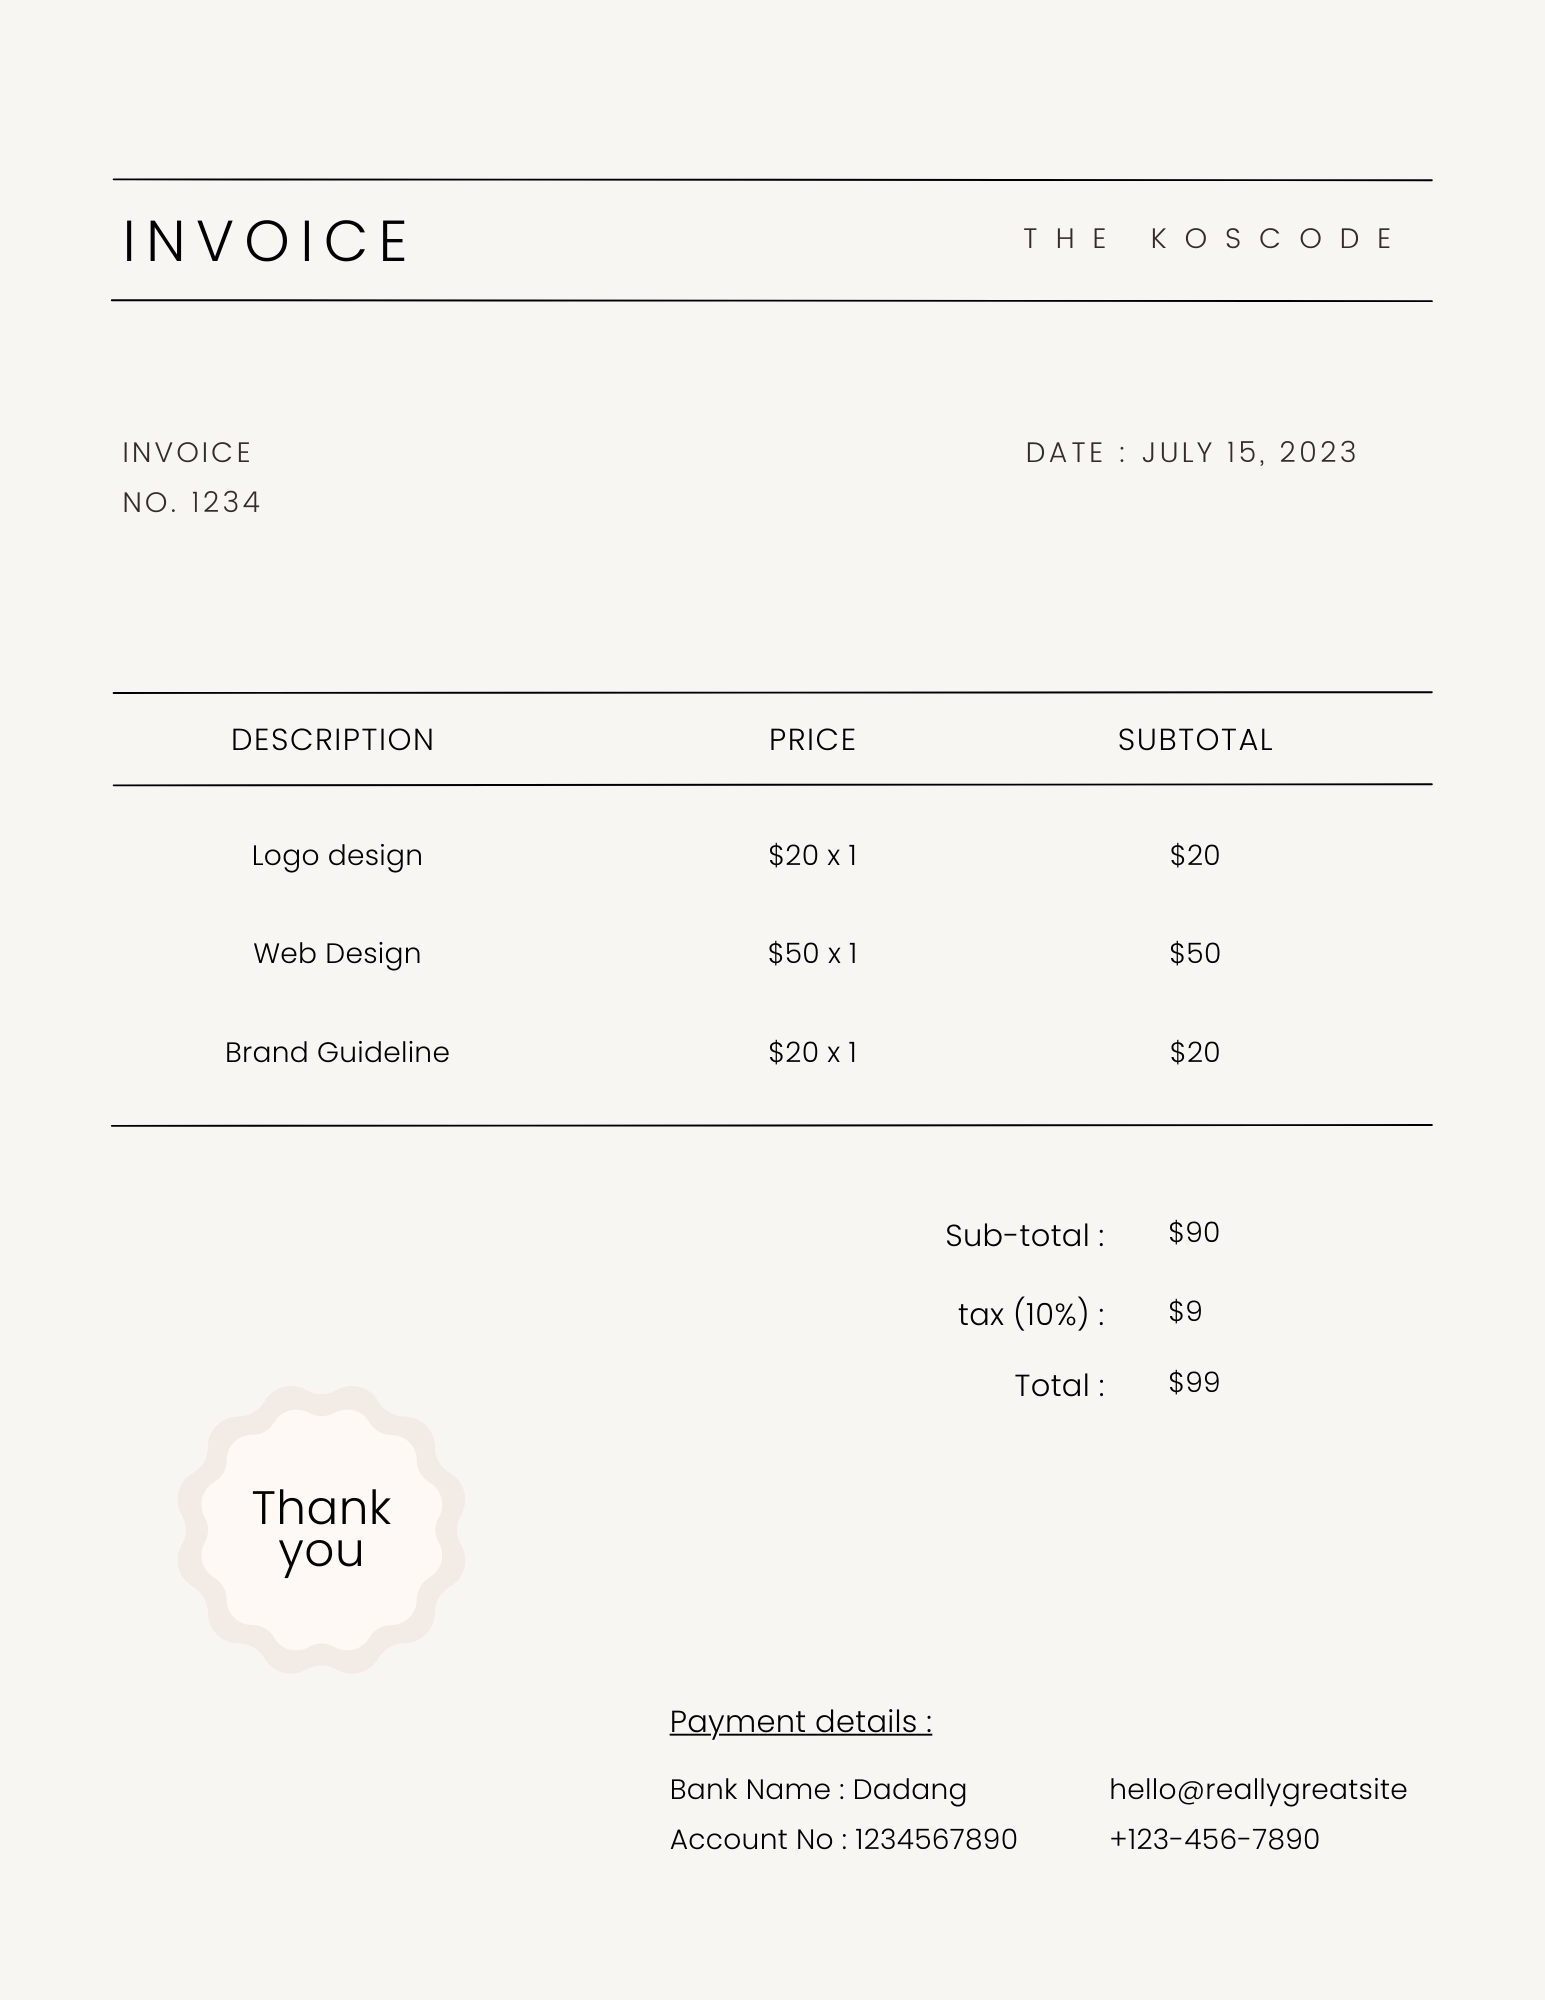 INVOICE
THE KOSCODE
INVOICE
NO. 1234
DATE : JULY 15, 2023
DESCRIPTION PRICE SUBTOTAL
Logo design $20 x 1 $20
Web Design $50 x 1 $50
Brand Guideline $20 x 1 $20
Sub-total : $90
tax (10%) : $9
Total : $99
Thank
you
Payment details :
Bank Name : Dadang
Account No : 1234567890
hello@reallygreatsite
+123-456-7890